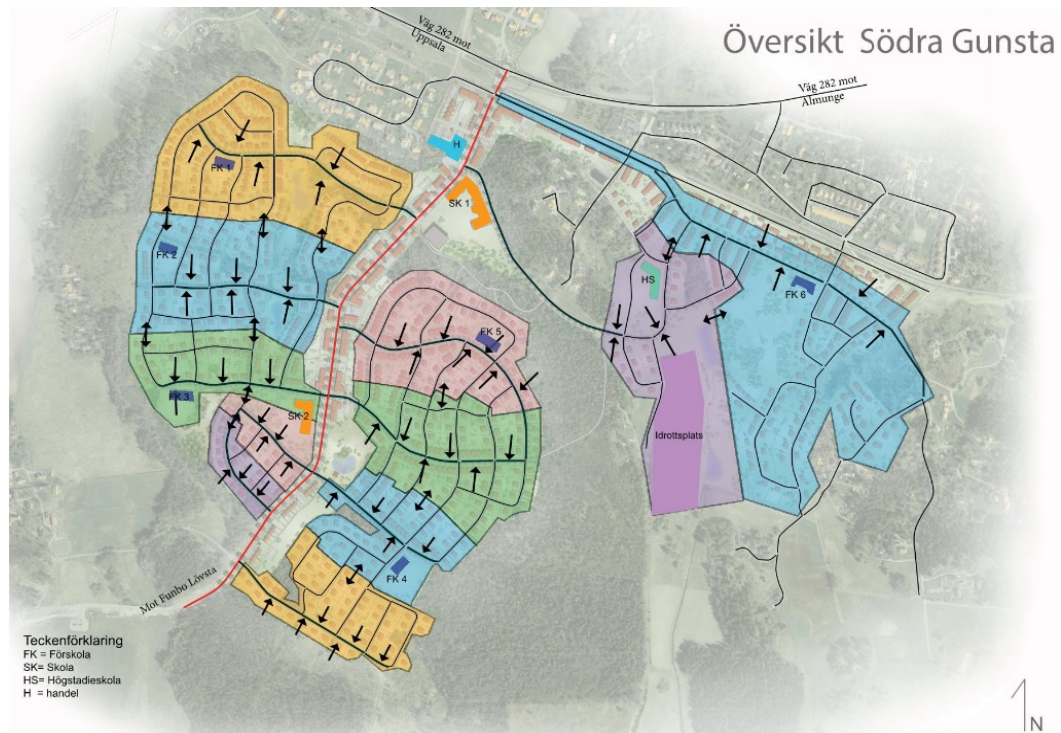 Översikt Södra Gunsta
Väg 282 mot
Uppsala
Väg 282 mot
Almunge
H
FK 1
SK 1
FK 2
HS
FK 6
FK 5
FK 3
SK 2
Idrottsplats
FK 4
Mot Funbo Lövsta
Teckenförklaring
FK = Förskola
SK= Skola
HS= Högstadieskola
H = handel
N